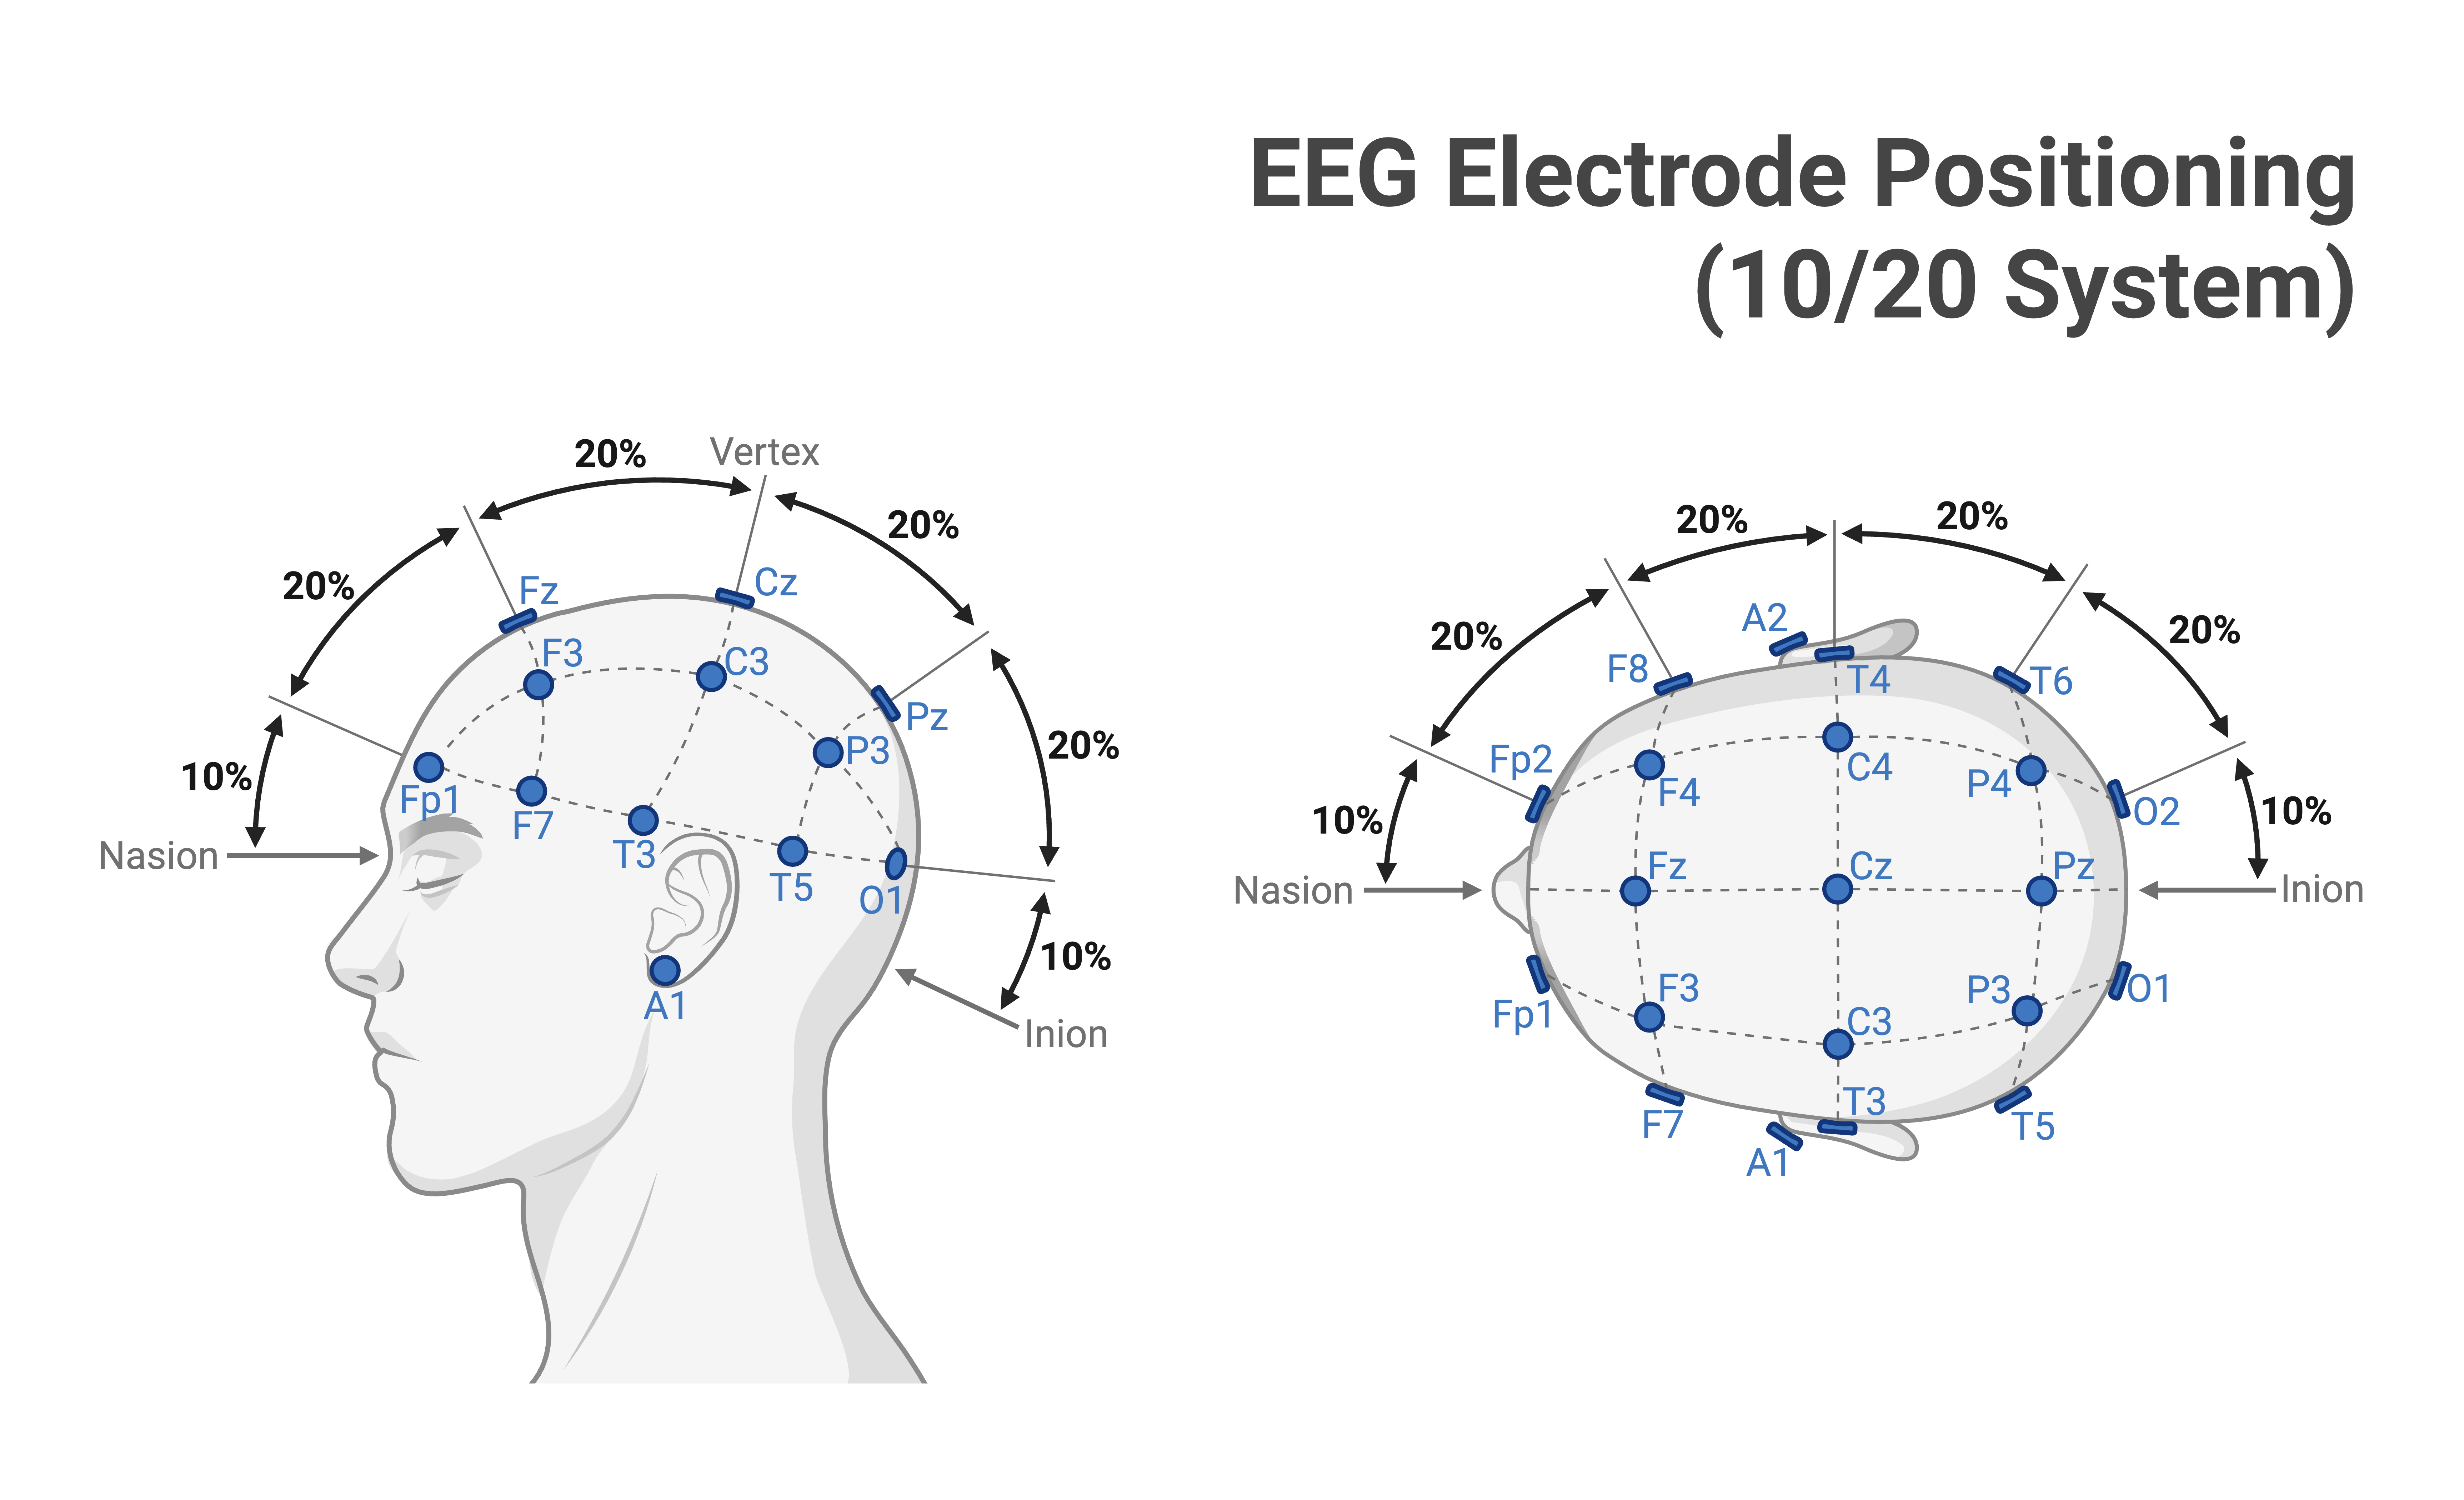 EEG Electrode Positioning
(10/20 System)
20%
Vertex
20%
20%
Fz
Cz
F3
C3
Pz
P3
20%
10%
Fp1
F7
T3
T5
O1
Nasion
A1
10%
Inion
20%
20%
A2
20%
F8
T4
T6
20%
Fp2
F4
C4
P4
O2
10%
10%
Nasion
Fz
Cz
Pz
Inion
Fp1
F3
C3
P3
O1
F7
T3
T5
A1